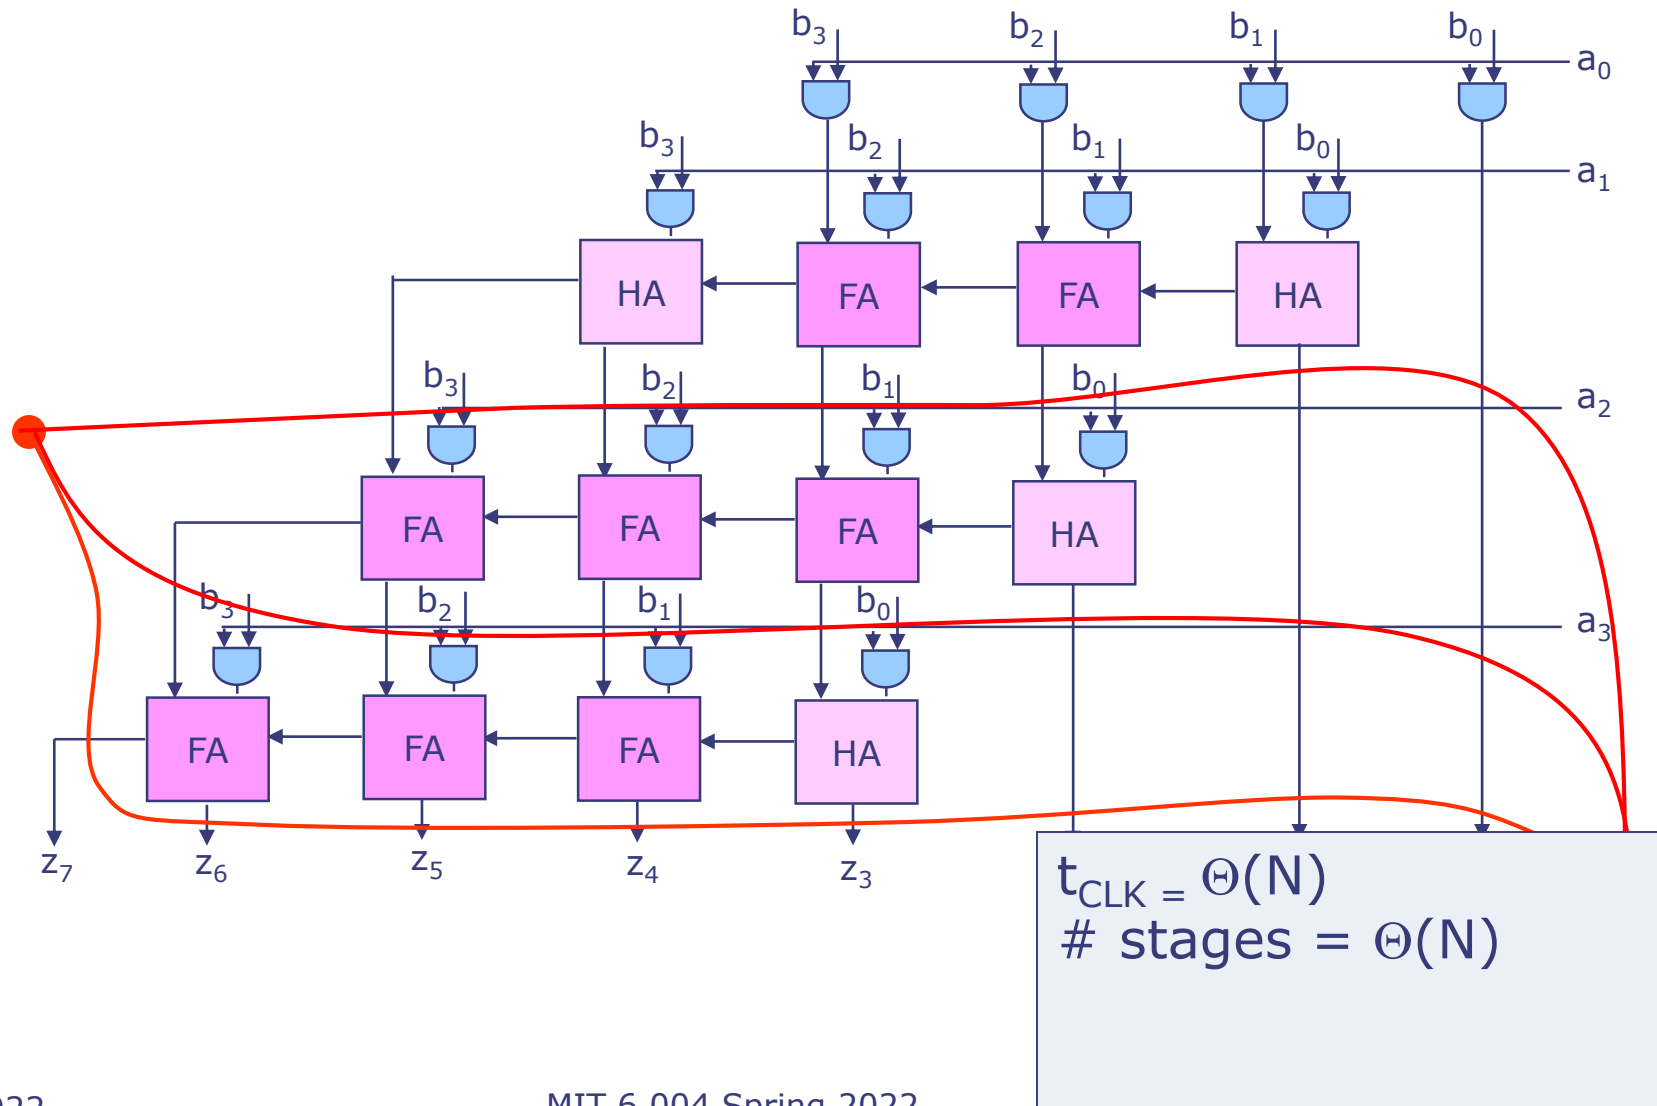 b3 b2 b1 b0
a0
b3 b2 b1 b0
a1
HA FA FA HA
b3 b2 b1 b0
a2
FA FA FA HA
b3 b2 b1 b0
a3
FA FA FA HA
z7 z6 z5 z4 z3
tCLK = Θ(N)
# stages = Θ(N)
MIT 6.004 Spring 2022